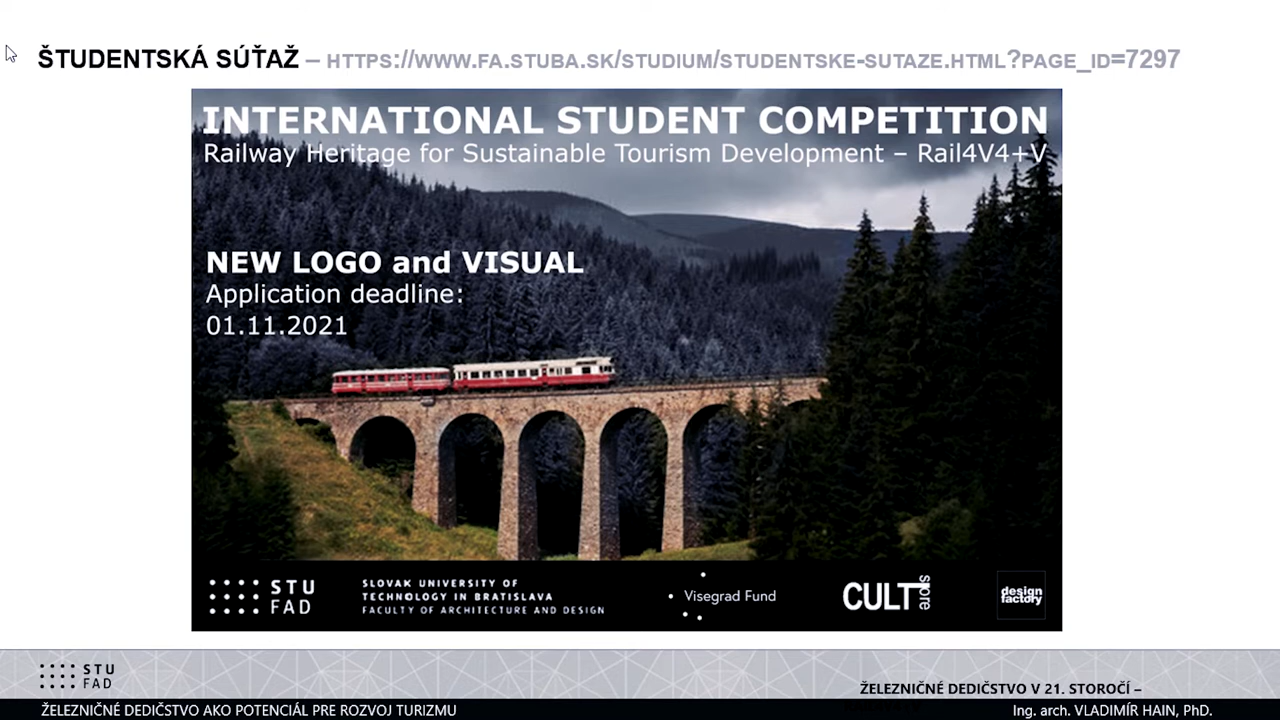 ŠTUDENTSKÁ SÚŤAŽ – HTTPS://WWW.FA.STUBA.SK/STUDIUM/STUDENTSKE-SUTAZE.HTML?PAGE_ID=7297
INTERNATIONAL STUDENT COMPETITION
Railway Heritage for Sustainable Tourism Development – Rail4V4+V
NEW LOGO and VISUAL
Application deadline:
01.11.2021
STU
FAD
SLOVAK UNIVERSITY OF
TECHNOLOGY IN BRATISLAVA
FACULTY OF ARCHITECTURE AND DESIGN
Visegrad Fund
CULT store
design
factory
STU
FAD
ŽELEZNIČNÉ DEDIČSTVO V 21. STOROČÍ –
ŽELEZNIČNÉ DEDIČSTVO AKO POTENCIÁL PRE ROZVOJ TURIZMU
Ing. arch. VLADIMÍR HAIN, PhD.